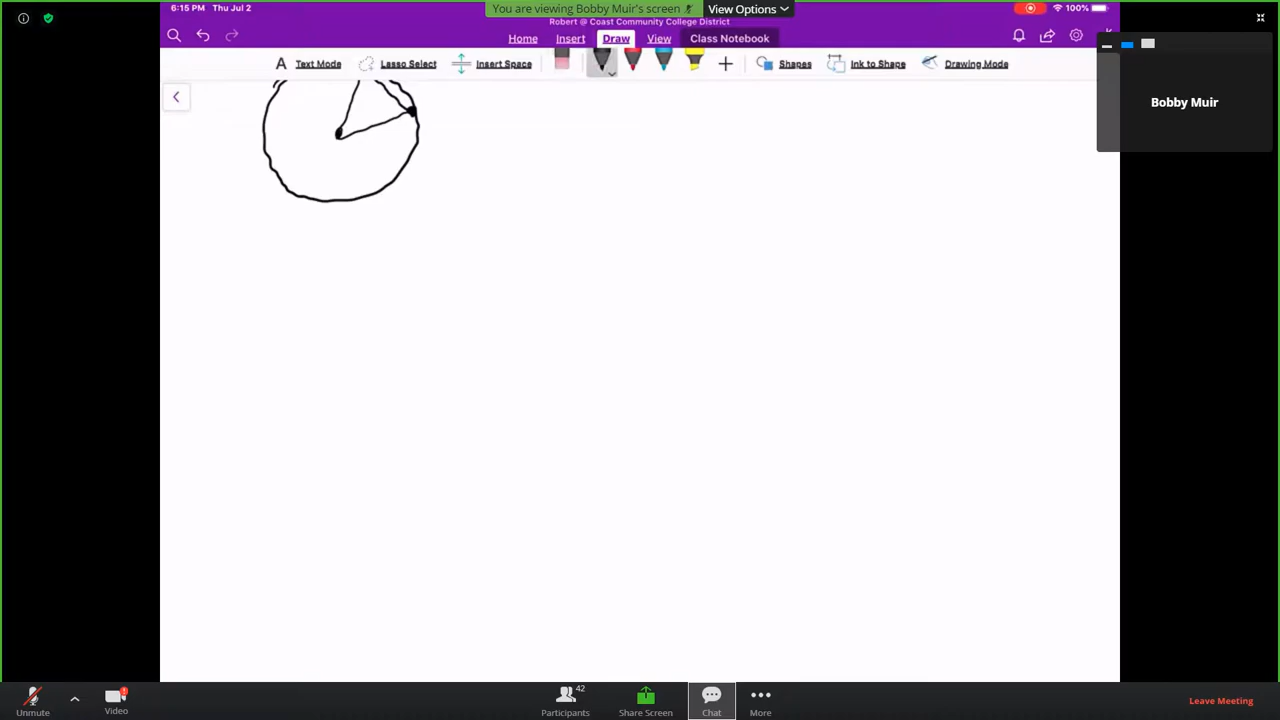 You are viewing Bobby Muir's screen
View Options
6:15 PM Thu Jul 2
100%
Robert @ Coast Community College District
Home
Insert
Draw
View
Class Notebook
A
Text Mode
Lasso Select
Insert Space
Shapes
Ink to Shape
Drawing Mode
Bobby Muir
Unmute
Video
42
Participants
Share Screen
Chat
More
Leave Meeting